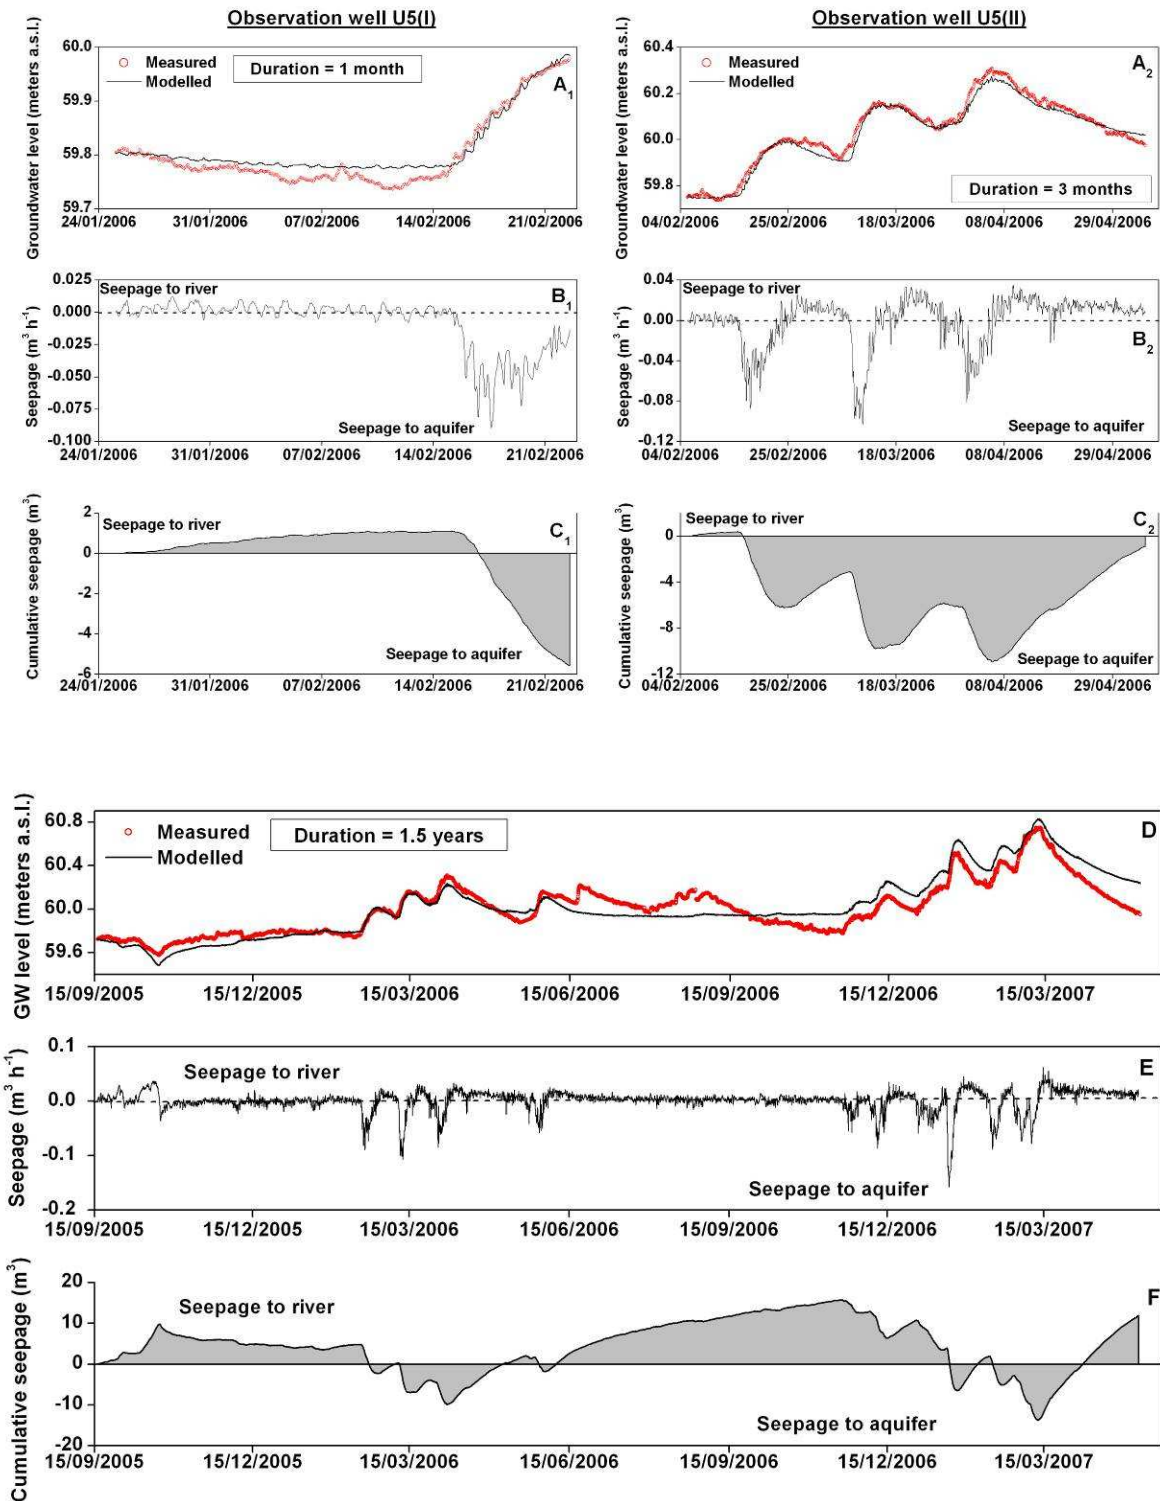 Observation well U5(I)
Observation well U5(II)
Groundwater level (meters a.s.l.)
60.0
59.9
59.8
59.7
Measured
Modelled
Duration = 1 month
A1
24/01/2006 31/01/2006 07/02/2006 14/02/2006 21/02/2006
Groundwater level (meters a.s.l.)
60.4
60.2
60.0
59.8
Measured
Modelled
A2
Duration = 3 months
04/02/2006 25/02/2006 18/03/2006 08/04/2006 29/04/2006
Seepage (m³ h⁻¹)
0.025
0.000
-0.025
-0.050
-0.075
-0.100
Seepage to river
B1
Seepage to aquifer
24/01/2006 31/01/2006 07/02/2006 14/02/2006 21/02/2006
Seepage (m³ h⁻¹)
0.04
0.00
-0.04
-0.08
-0.12
Seepage to river
B2
Seepage to aquifer
04/02/2006 25/02/2006 18/03/2006 08/04/2006 29/04/2006
Cumulative seepage (m³)
2
0
-2
-4
-6
Seepage to river
C1
Seepage to aquifer
24/01/2006 31/01/2006 07/02/2006 14/02/2006 21/02/2006
Cumulative seepage (m³)
0
-4
-8
-12
Seepage to river
C2
Seepage to aquifer
04/02/2006 25/02/2006 18/03/2006 08/04/2006 29/04/2006
GW level (meters a.s.l.)
60.8
60.4
60.0
59.6
Measured
Modelled
Duration = 1.5 years
D
15/09/2005 15/12/2005 15/03/2006 15/06/2006 15/09/2006 15/12/2006 15/03/2007
Seepage (m³ h⁻¹)
0.1
0.0
-0.1
-0.2
Seepage to river
E
Seepage to aquifer
15/09/2005 15/12/2005 15/03/2006 15/06/2006 15/09/2006 15/12/2006 15/03/2007
Cumulative seepage (m³)
20
10
0
-10
-20
Seepage to river
F
Seepage to aquifer
15/09/2005 15/12/2005 15/03/2006 15/06/2006 15/09/2006 15/12/2006 15/03/2007